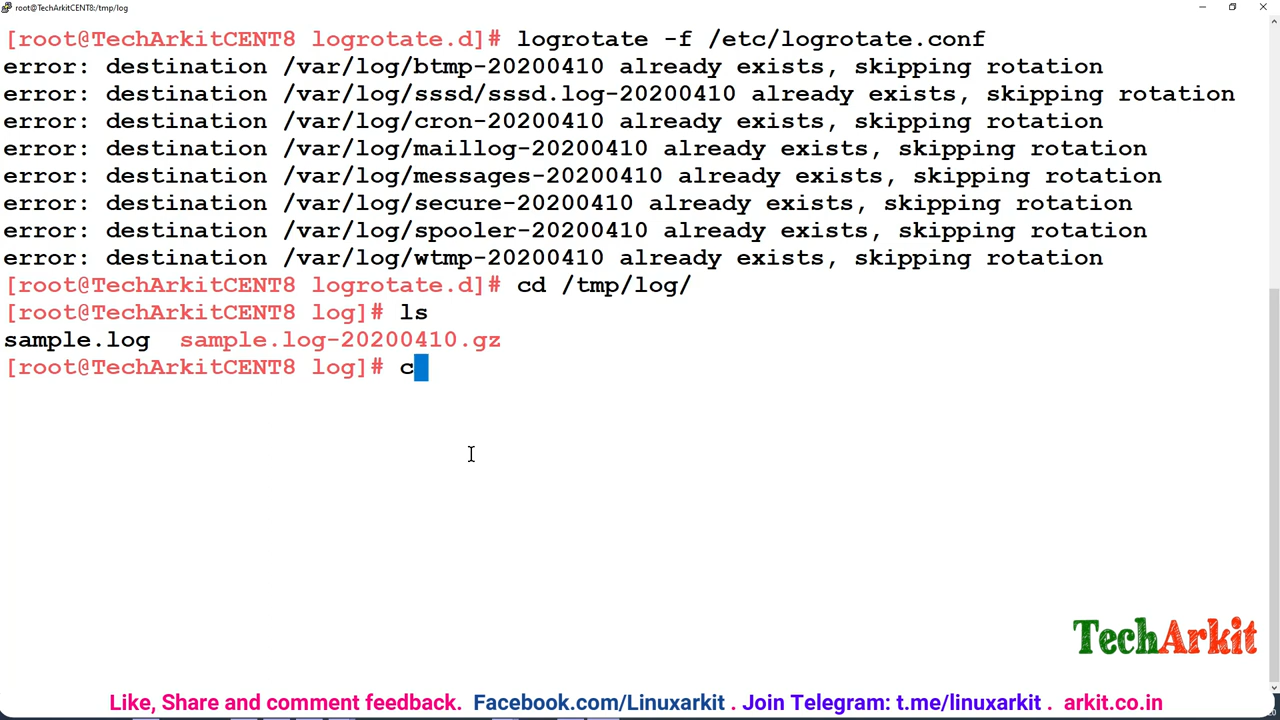 root@TechArkitCENT8:/tmp/log
[root@TechArkitCENT8 logrotate.d]# logrotate -f /etc/logrotate.conf
error: destination /var/log/btmp-20200410 already exists, skipping rotation
error: destination /var/log/sssd/sssd.log-20200410 already exists, skipping rotation
error: destination /var/log/cron-20200410 already exists, skipping rotation
error: destination /var/log/maillog-20200410 already exists, skipping rotation
error: destination /var/log/messages-20200410 already exists, skipping rotation
error: destination /var/log/secure-20200410 already exists, skipping rotation
error: destination /var/log/spooler-20200410 already exists, skipping rotation
error: destination /var/log/wtmp-20200410 already exists, skipping rotation
[root@TechArkitCENT8 logrotate.d]# cd /tmp/log/
[root@TechArkitCENT8 log]# ls
sample.log  sample.log-20200410.gz
[root@TechArkitCENT8 log]# c
TechArkit
Like, Share and comment feedback. Facebook.com/Linuxarkit . Join Telegram: t.me/linuxarkit . arkit.co.in